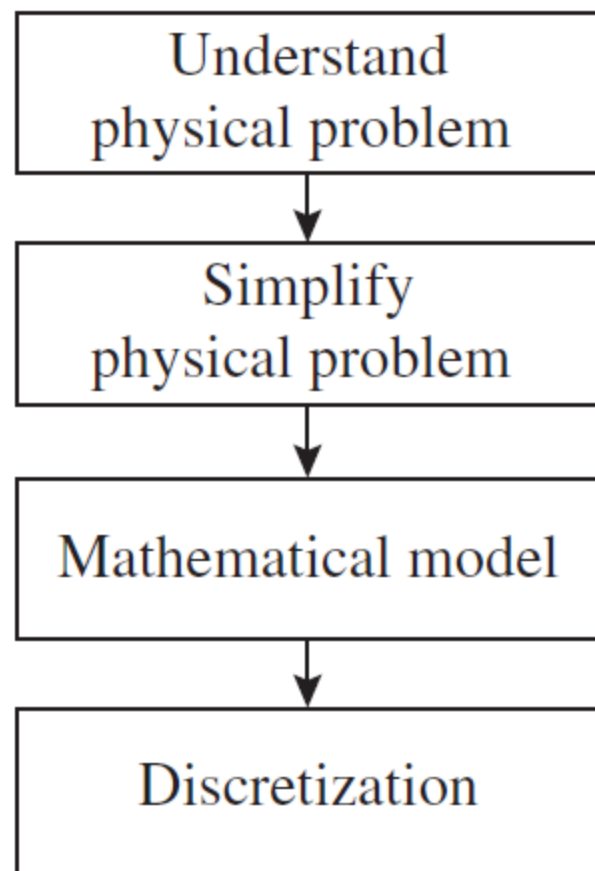 Understand
physical problem
Simplify
physical problem
Mathematical model
Discretization